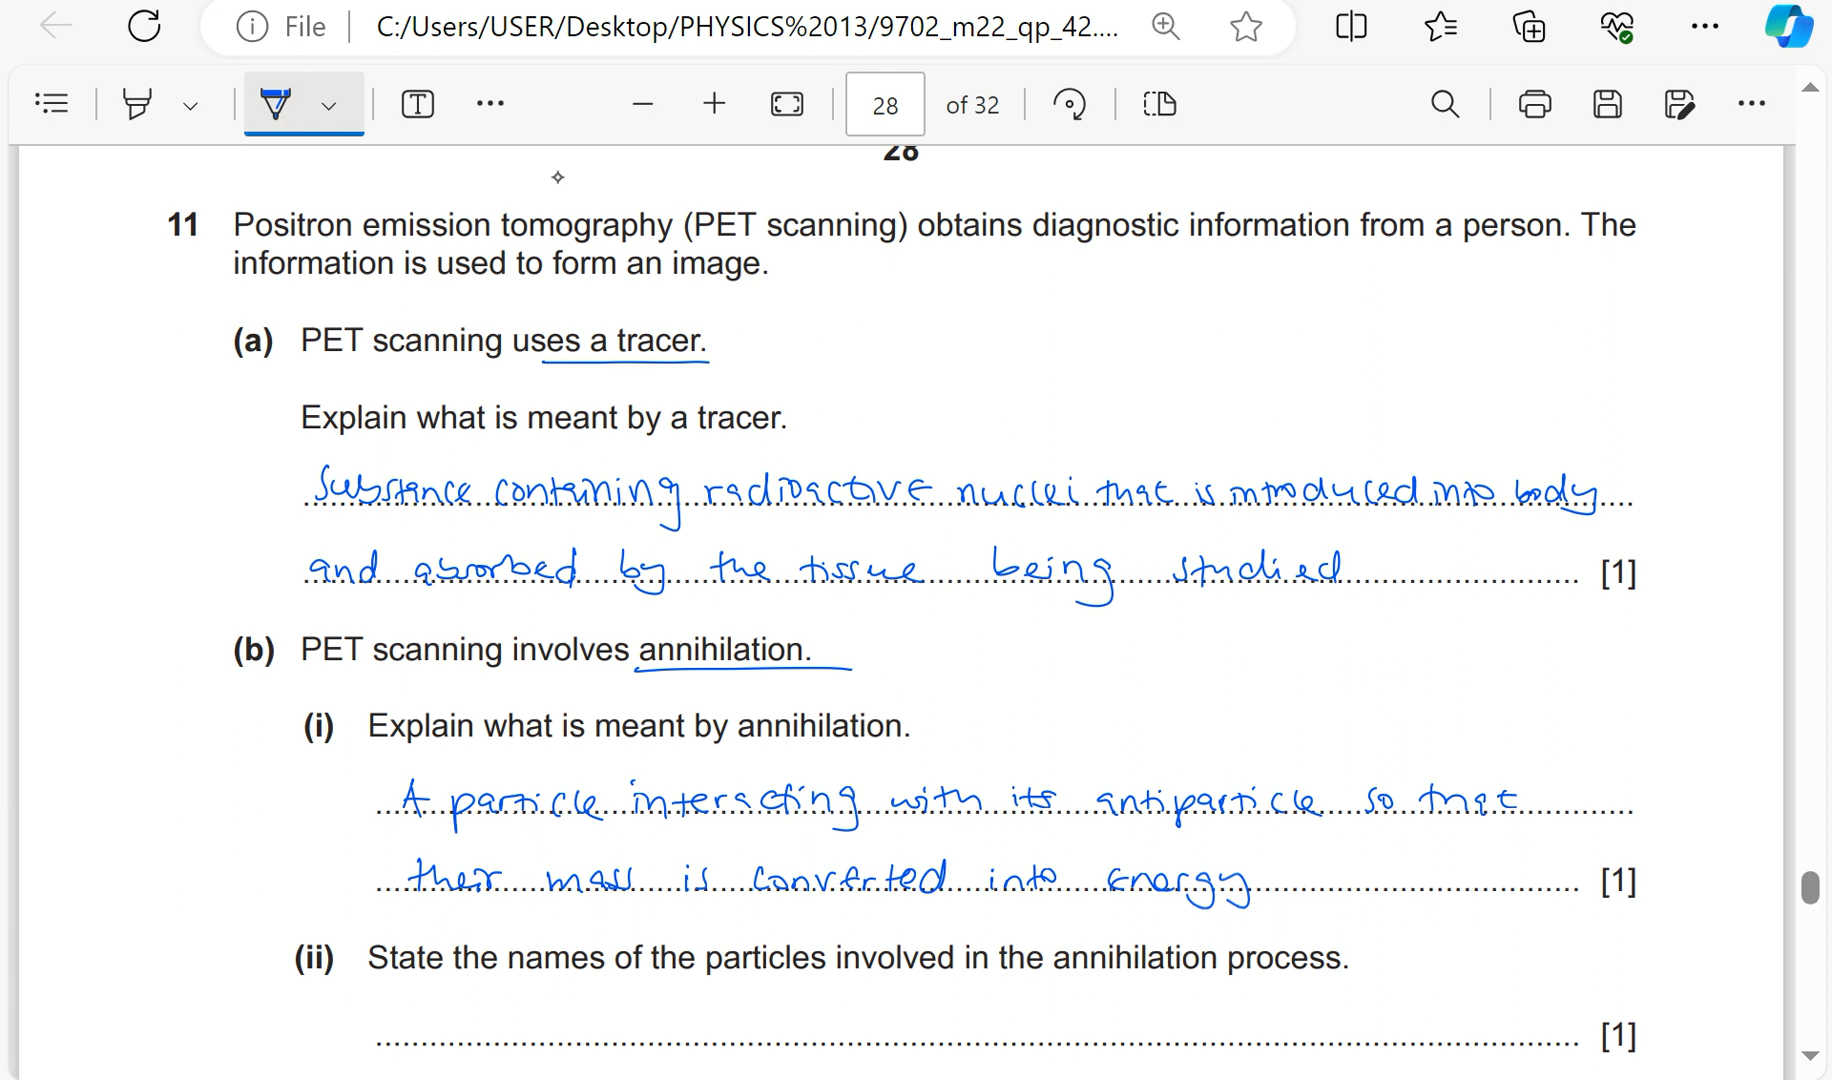 File C:/Users/USER/Desktop/PHYSICS%2013/9702_m22_qp_42....
28 of 32
28
11 Positron emission tomography (PET scanning) obtains diagnostic information from a person. The
information is used to form an image.
(a) PET scanning uses a tracer.
Explain what is meant by a tracer.
Substance containing radioactive nuclei that is introduced into body
and absorbed by the tissue being studied [1]
(b) PET scanning involves annihilation.
(i) Explain what is meant by annihilation.
A particle interacting with its antiparticle so that
their mass is converted into energy [1]
(ii) State the names of the particles involved in the annihilation process.
[1]